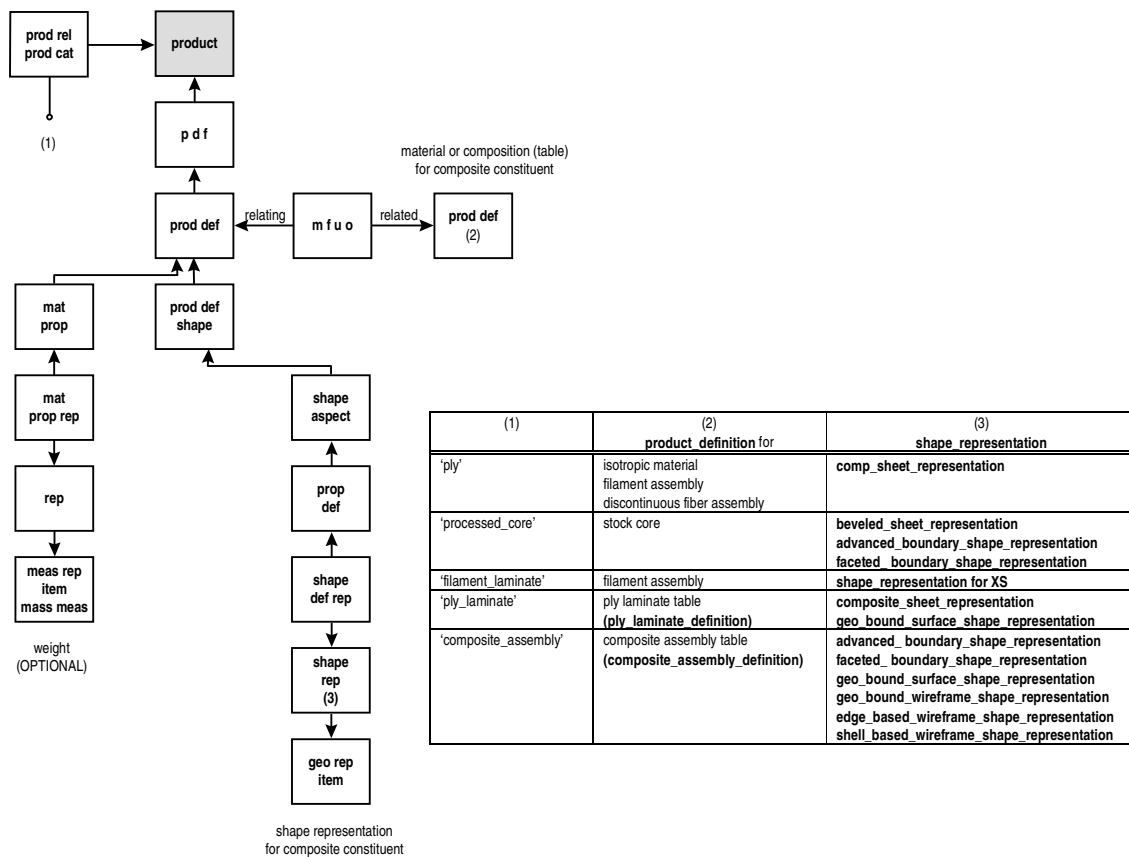 prod rel
prod cat
product
(1)
p d f
material or composition (table)
for composite constituent
prod def
relating
m f u o
related
prod def
(2)
mat
prop
prod def
shape
mat
prop rep
shape
aspect
rep
prop
def
meas rep
item
mass meas
shape
def rep
weight
(OPTIONAL)
shape
rep
(3)
geo rep
item
shape representation
for composite constituent
(1) (2) (3)
product_definition for shape_representation
‘ply’ isotropic material comp_sheet_representation
filament assembly
discontinuous fiber assembly
‘processed_core’ stock core beveled_sheet_representation
advanced_ boundary_shape_representation
faceted_ boundary_shape_representation
‘filament_laminate’ filament assembly shape_representation for XS
‘ply_laminate’ ply laminate table composite_sheet_representation
(ply_laminate_definition) geo_bound_surface_shape_representation
‘composite_assembly’ composite assembly table advanced_ boundary_shape_representation
(composite_assembly_definition) faceted_ boundary_shape_representation
geo_bound_surface_shape_representation
geo_bound_wireframe_shape_representation
edge_based_wireframe_shape_representation
shell_based_wireframe_shape_representation